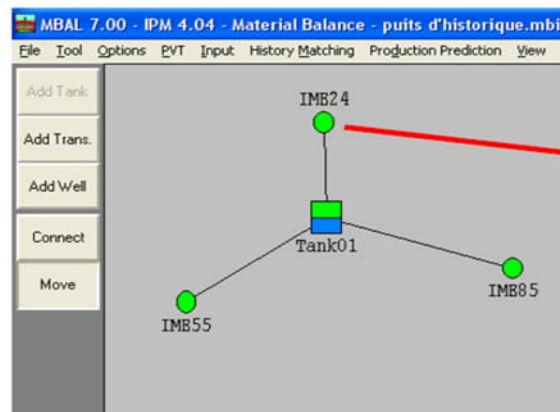 MBAL 7.00 - IPM 4.04 - Material Balance - puits d'historique.mbi
File Tool Options PVT Input History Matching Production Prediction View
Add Tank
Add Trans.
Add Well
Connect
Move
IMB24
Tank01
IMB85
IMB55